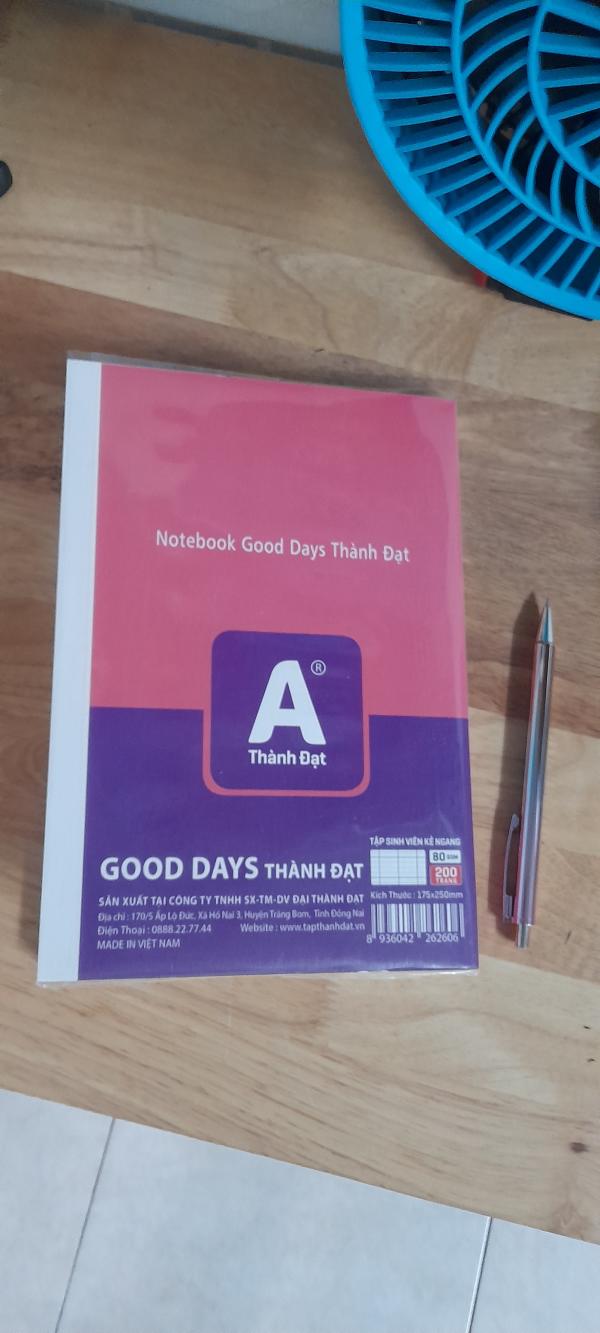 Notebook Good Days Thành Đạt
A ®
Thành Đạt
TẬP SINH VIÊN KẺ NGANG
80 GSM
200
TRANG
GOOD DAYS THÀNH ĐẠT
Kích Thước : 175x250mm
SẢN XUẤT TẠI CÔNG TY TNHH SX-TM-DV ĐẠI THÀNH ĐẠT
Địa chỉ : 170/5 Ấp Lộ Đức, Xã Hố Nai 3, Huyện Trảng Bom, Tỉnh Đồng Nai
Điện Thoại : 0888.22.77.44 Website : www.tapthanhdat.vn
MADE IN VIỆT NAM
8 936042 262606